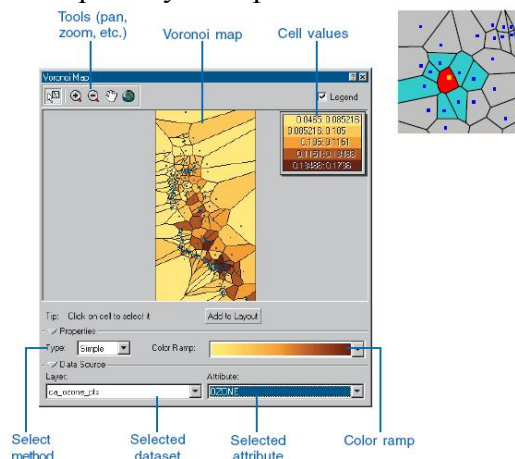 Tools (pan,
zoom, etc.)
Voronoi map
Cell values
Voronoi Map
Legend
0.0465: 0.085216
0.085216: 0.105
0.105: 0.1151
0.1151: 0.13488
0.13488: 0.1736
Tip: Click on cell to select it
Add to Layout
Properties
Type:
Simple
Color Ramp:
Data Source
Layer:
Attribute:
ca_ozone_pts
OZONE
Select
method
Selected
dataset
Selected
attribute
Color ramp